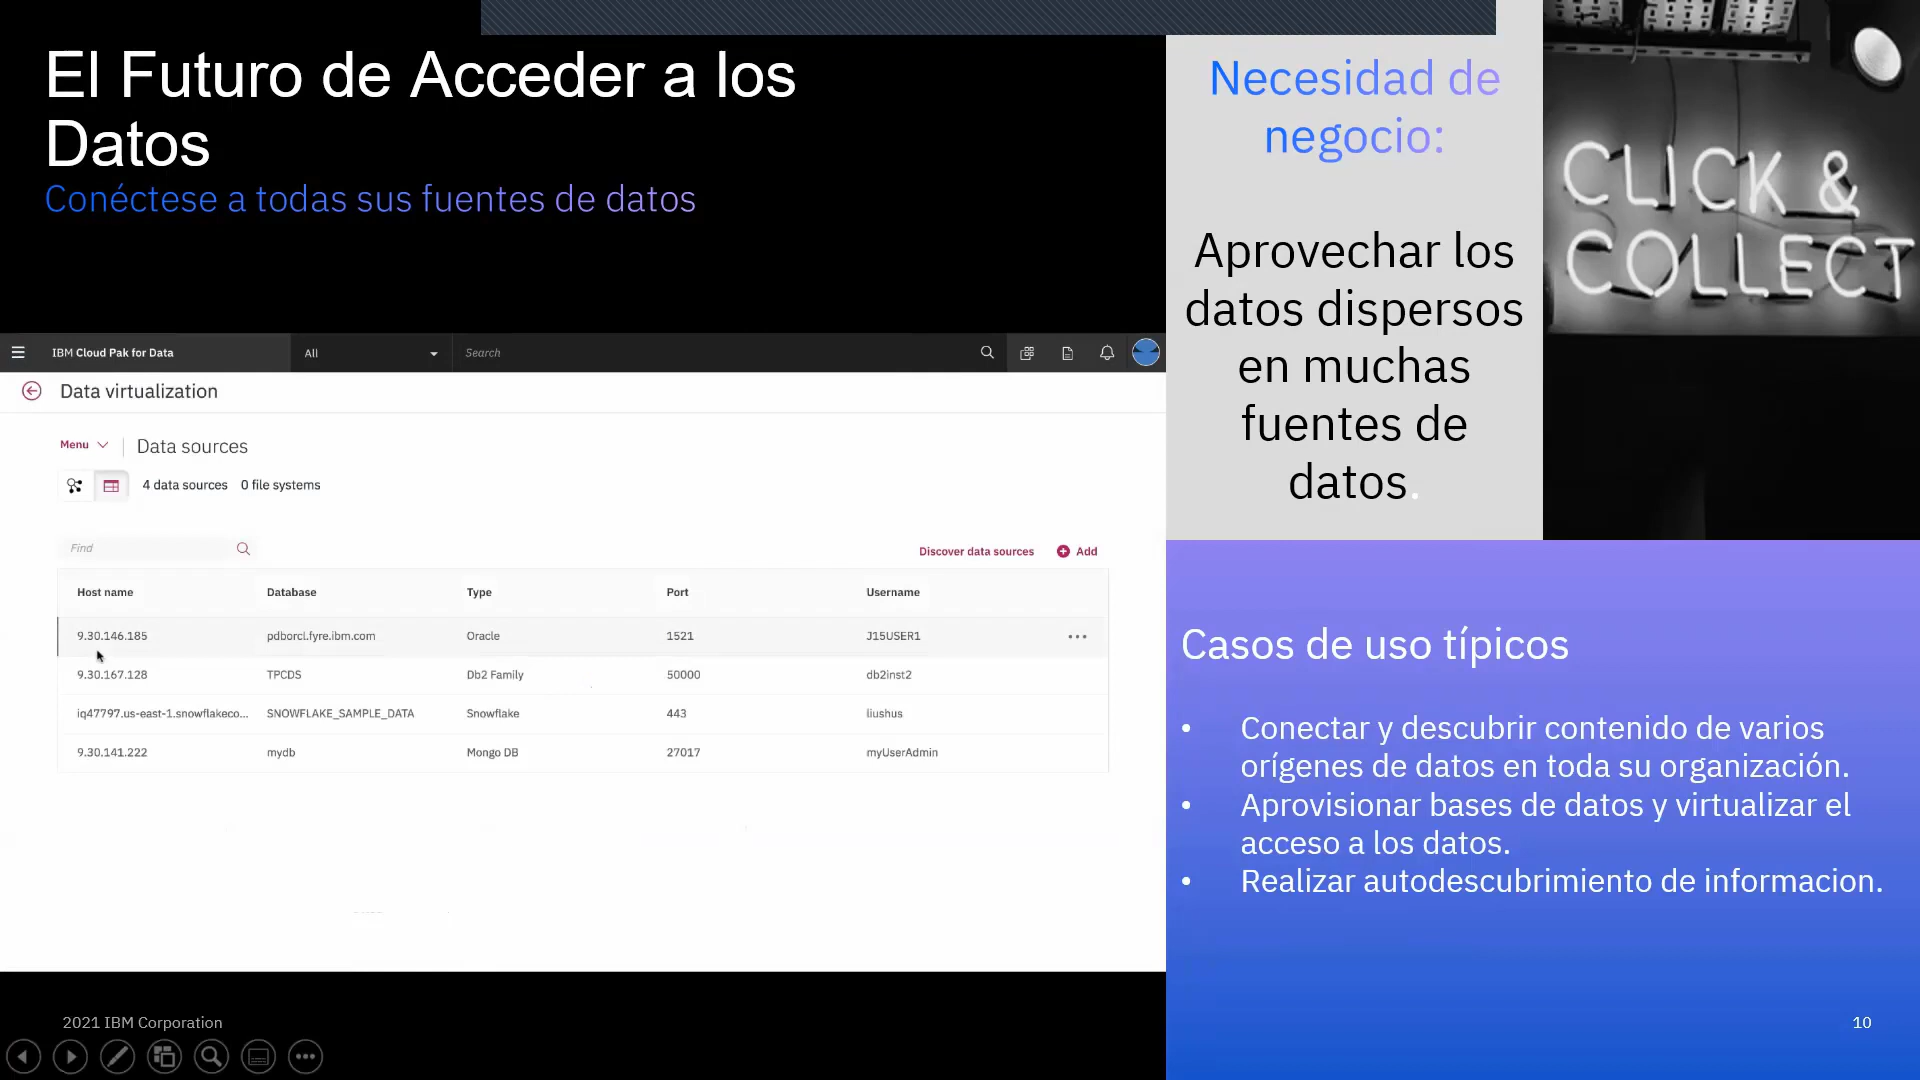 El Futuro de Acceder a los
Datos
Conéctese a todas sus fuentes de datos
IBM Cloud Pak for Data
All
Search
Data virtualization
Menu
Data sources
4 data sources 0 file systems
Find
Discover data sources
Add
Host name Database Type Port Username
9.30.146.185 pdborcl.fyre.ibm.com Oracle 1521 J15USER1
9.30.167.128 TPCDS Db2 Family 50000 db2inst2
iq47797.us-east-1.snowflakeco... SNOWFLAKE_SAMPLE_DATA Snowflake 443 liushus
9.30.141.222 mydb Mongo DB 27017 myUserAdmin
2021 IBM Corporation
Necesidad de
negocio:
Aprovechar los
datos dispersos
en muchas
fuentes de
datos.
CLICK &
COLLECT
Casos de uso típicos
• Conectar y descubrir contenido de varios
orígenes de datos en toda su organización.
• Aprovisionar bases de datos y virtualizar el
acceso a los datos.
• Realizar autodescubrimiento de informacion.
10